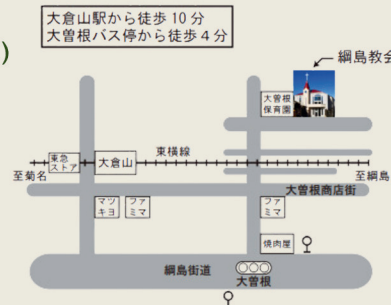 大倉山駅から徒歩10分
大曽根バス停から徒歩4分
)
綱島教会
大曽根
保育園
東急
ストア
大倉山
東横線
至菊名
至綱島
大曽根商店街
マツ
キヨ
ファ
ミマ
ファ
ミマ
焼肉屋
綱島街道
大曽根